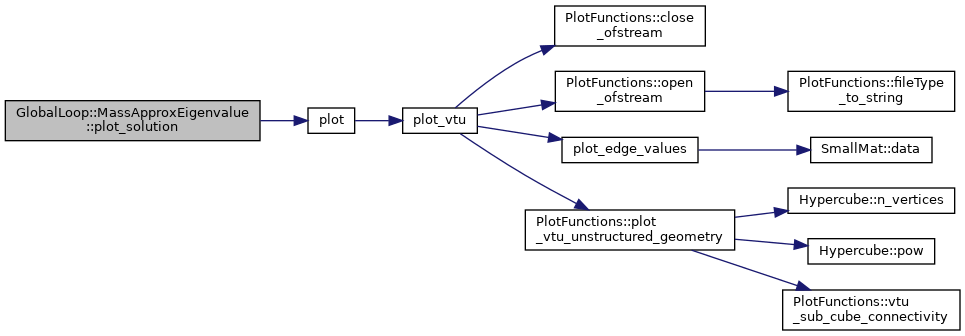 GlobalLoop::MassApproxEigenvalue
::plot_solution
plot
plot_vtu
PlotFunctions::close
_ofstream
PlotFunctions::open
_ofstream
PlotFunctions::fileType
_to_string
plot_edge_values
SmallMat::data
PlotFunctions::plot
_vtu_unstructured_geometry
Hypercube::n_vertices
Hypercube::pow
PlotFunctions::vtu
_sub_cube_connectivity